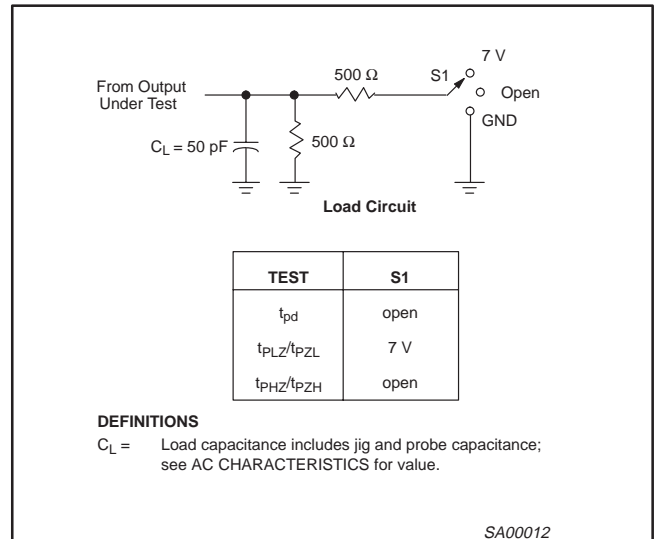 7 V
500 Ω
S1
From Output
Under Test
Open
GND
C_L = 50 pF
500 Ω
Load Circuit
TEST S1
t_pd open
t_PLZ/t_PZL 7 V
t_PHZ/t_PZH open
DEFINITIONS
C_L = Load capacitance includes jig and probe capacitance;
see AC CHARACTERISTICS for value.
SA00012